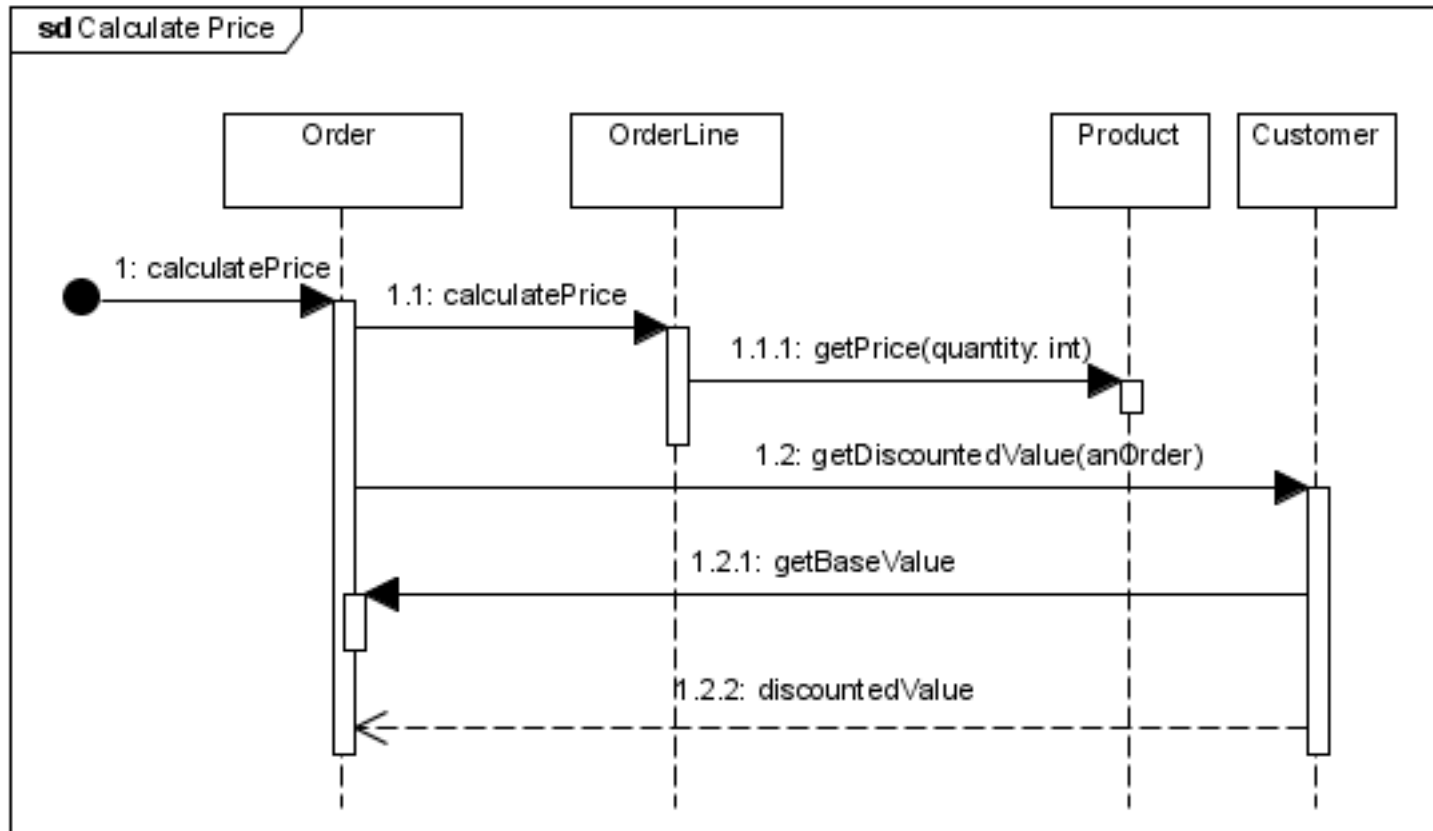 sd Calculate Price
Order
OrderLine
Product
Customer
1: calculatePrice
1.1: calculatePrice
1.1.1: getPrice(quantity: int)
1.2: getDiscountedValue(anOrder)
1.2.1: getBaseValue
1.2.2: discountedValue